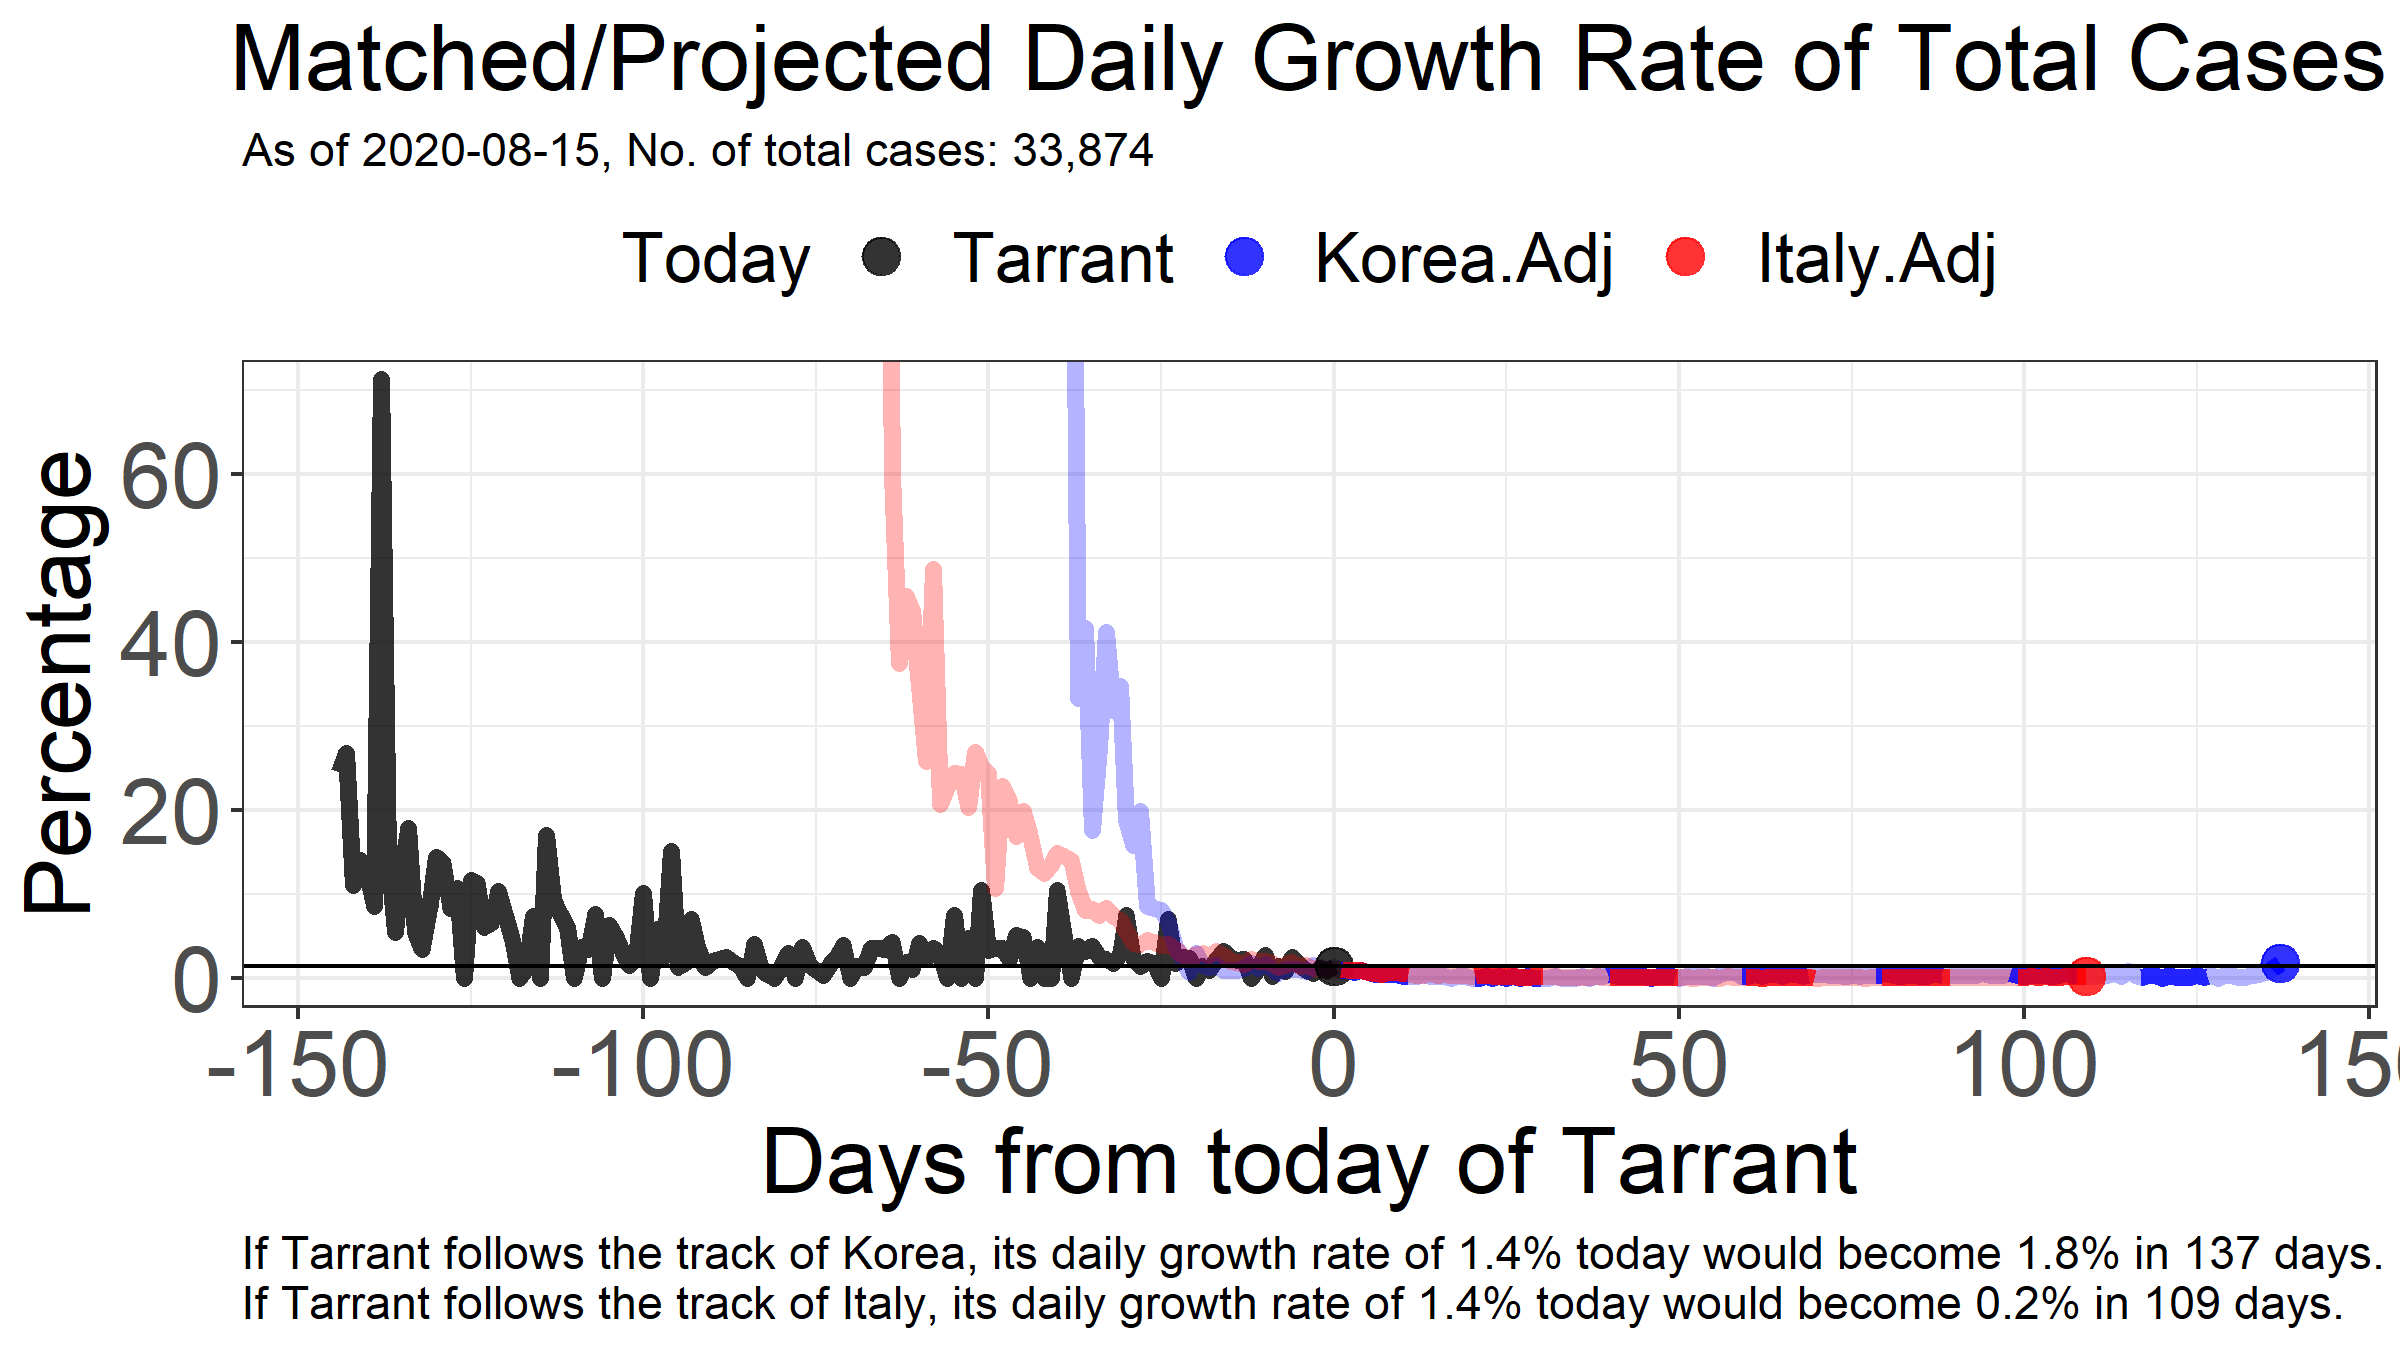 Matched/Projected Daily Growth Rate of Total Cases
As of 2020-08-15, No. of total cases: 33,874
Today Tarrant Korea.Adj Italy.Adj
Percentage
60
40
20
0
-150 -100 -50 0 50 100 150
Days from today of Tarrant
If Tarrant follows the track of Korea, its daily growth rate of 1.4% today would become 1.8% in 137 days.
If Tarrant follows the track of Italy, its daily growth rate of 1.4% today would become 0.2% in 109 days.